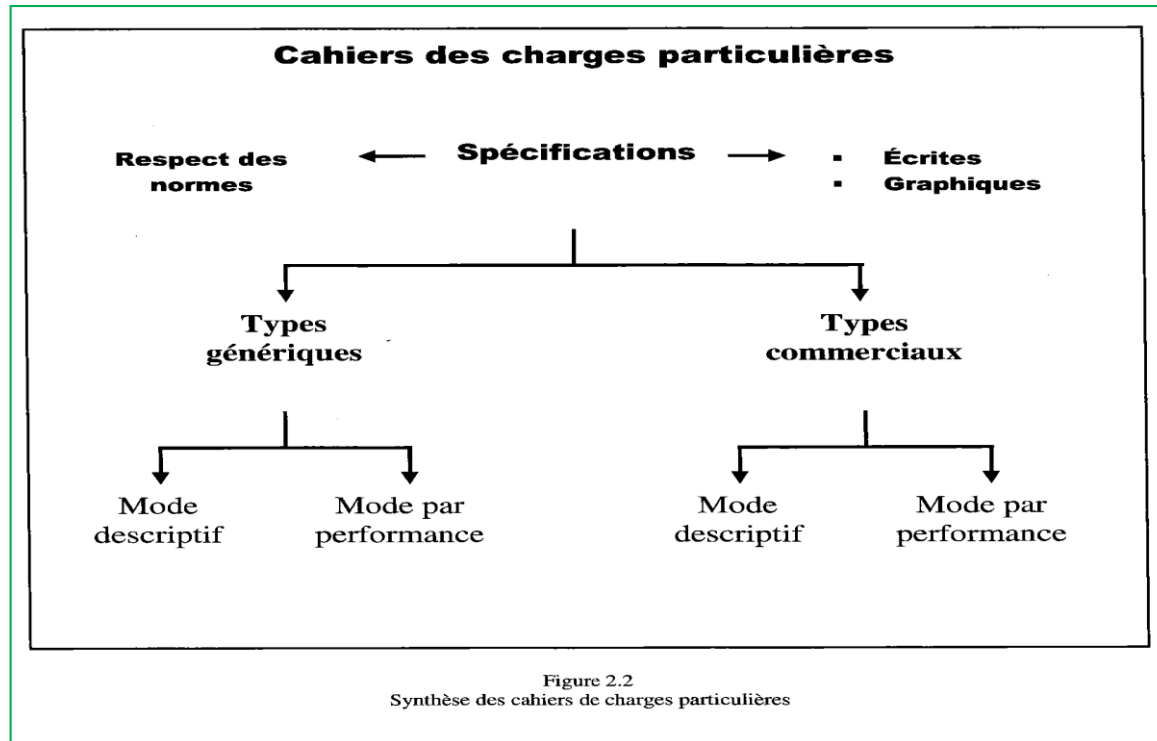 Cahiers des charges particulières
Respect des
normes
Spécifications
▪ Écrites
▪ Graphiques
Types
génériques
Types
commerciaux
Mode
descriptif
Mode par
performance
Mode
descriptif
Mode par
performance
Figure 2.2
Synthèse des cahiers de charges particulières